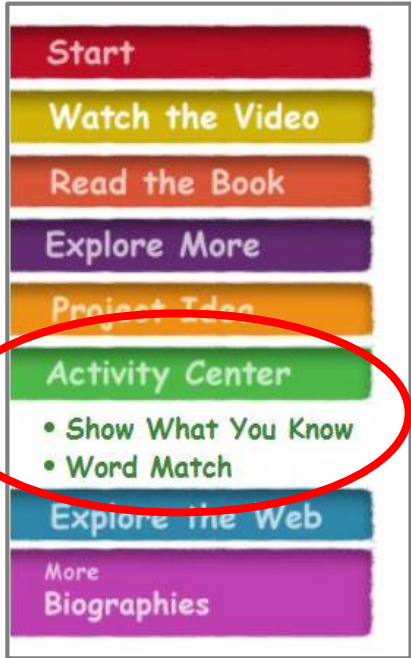 Start
Watch the Video
Read the Book
Explore More
Project Idea
Activity Center
• Show What You Know
• Word Match
Explore the Web
More
Biographies